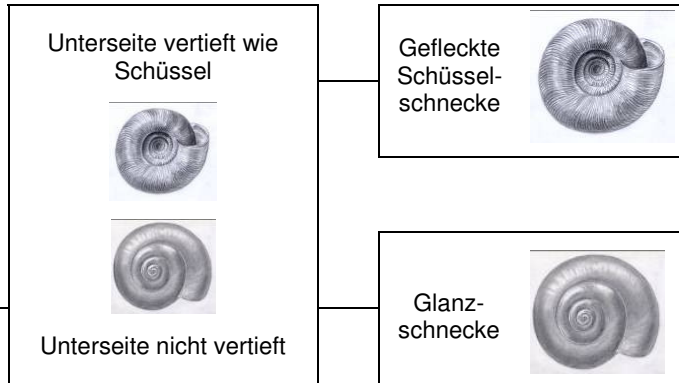 Unterseite vertieft wie
Schüssel
Unterseite nicht vertieft
Gefleckte
Schüssel-
schnecke
Glanz-
schnecke